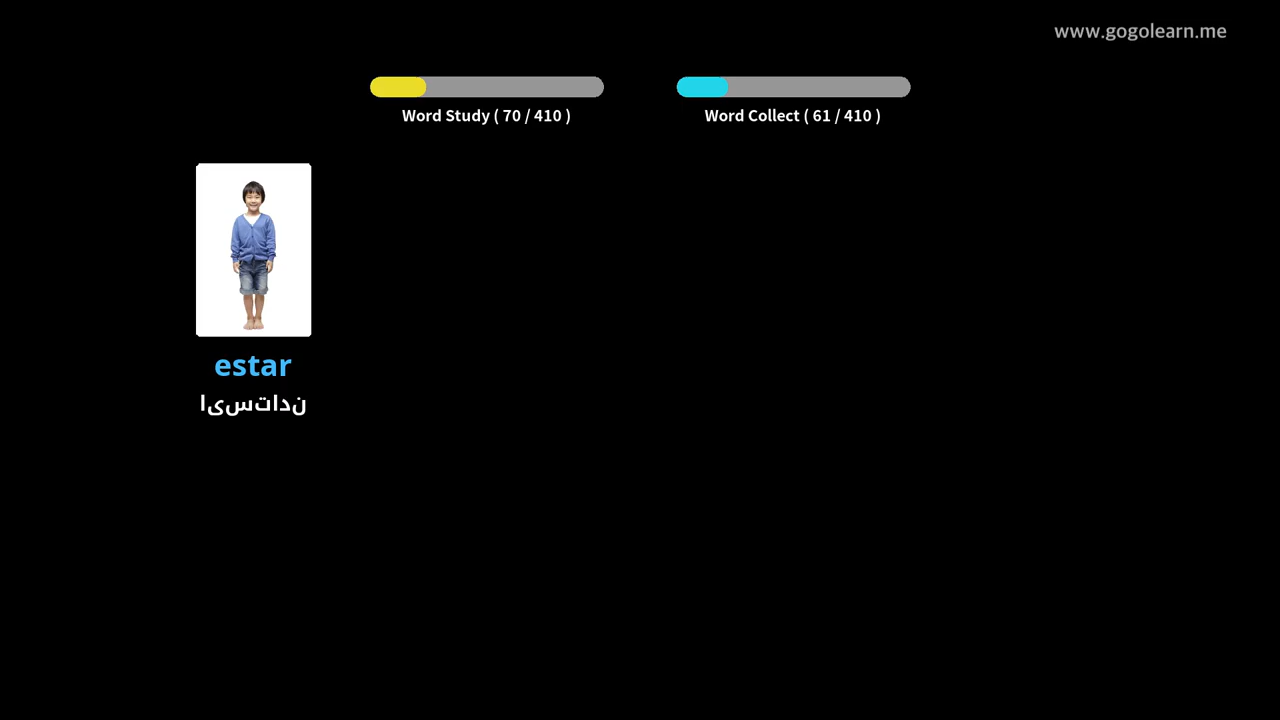 www.gogolearn.me
Word Study ( 70 / 410 )
Word Collect ( 61 / 410 )
estar
ایستادن